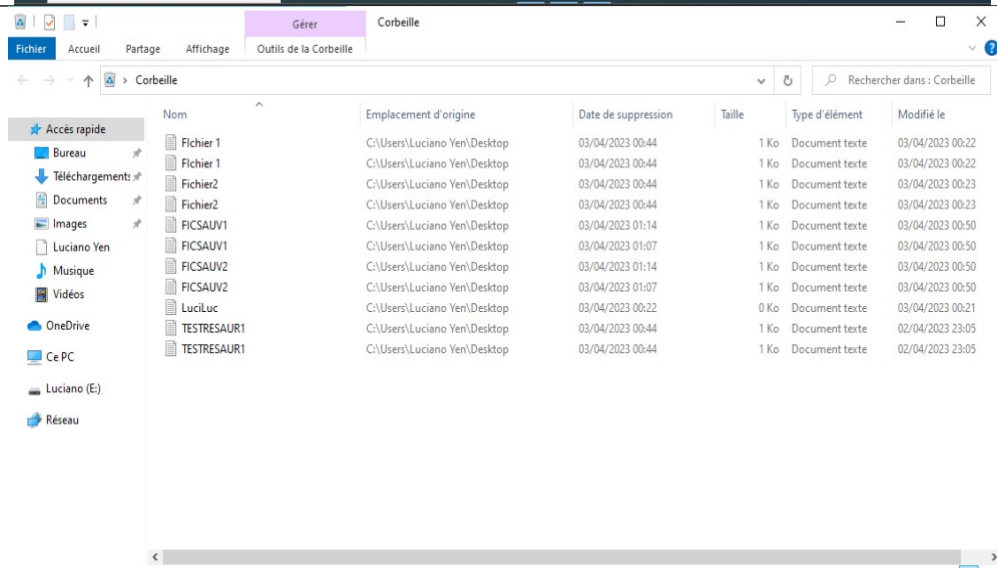 Gérer
Corbeille
Fichier Accueil Partage Affichage Outils de la Corbeille
Corbeille
Rechercher dans : Corbeille
Accès rapide
Bureau
Téléchargements
Documents
Images
Luciano Yen
Musique
Vidéos
OneDrive
Ce PC
Luciano (E:)
Réseau
Nom Emplacement d'origine Date de suppression Taille Type d'élément Modifié le
FIchier 1 C:\Users\Luciano Yen\Desktop 03/04/2023 00:44 1 Ko Document texte 03/04/2023 00:22
FIchier 1 C:\Users\Luciano Yen\Desktop 03/04/2023 00:44 1 Ko Document texte 03/04/2023 00:22
Fichier2 C:\Users\Luciano Yen\Desktop 03/04/2023 00:44 1 Ko Document texte 03/04/2023 00:23
Fichier2 C:\Users\Luciano Yen\Desktop 03/04/2023 00:44 1 Ko Document texte 03/04/2023 00:23
FICSAUV1 C:\Users\Luciano Yen\Desktop 03/04/2023 01:14 1 Ko Document texte 03/04/2023 00:50
FICSAUV1 C:\Users\Luciano Yen\Desktop 03/04/2023 01:07 1 Ko Document texte 03/04/2023 00:50
FICSAUV2 C:\Users\Luciano Yen\Desktop 03/04/2023 01:14 1 Ko Document texte 03/04/2023 00:50
FICSAUV2 C:\Users\Luciano Yen\Desktop 03/04/2023 01:07 1 Ko Document texte 03/04/2023 00:50
LuciLuc C:\Users\Luciano Yen\Desktop 03/04/2023 00:22 0 Ko Document texte 03/04/2023 00:21
TESTRESAUR1 C:\Users\Luciano Yen\Desktop 03/04/2023 00:44 1 Ko Document texte 02/04/2023 23:05
TESTRESAUR1 C:\Users\Luciano Yen\Desktop 03/04/2023 00:44 1 Ko Document texte 02/04/2023 23:05